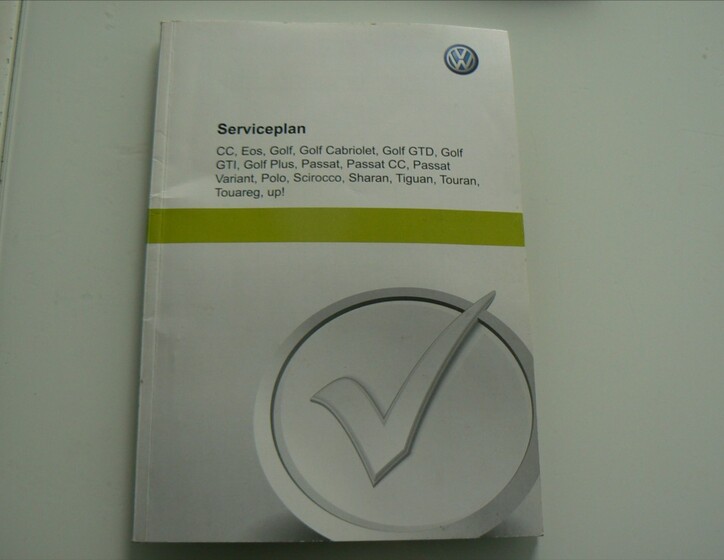 Serviceplan
CC, Eos, Golf, Golf Cabriolet, Golf GTD, Golf
GTI, Golf Plus, Passat, Passat CC, Passat
Variant, Polo, Scirocco, Sharan, Tiguan, Touran,
Touareg, up!